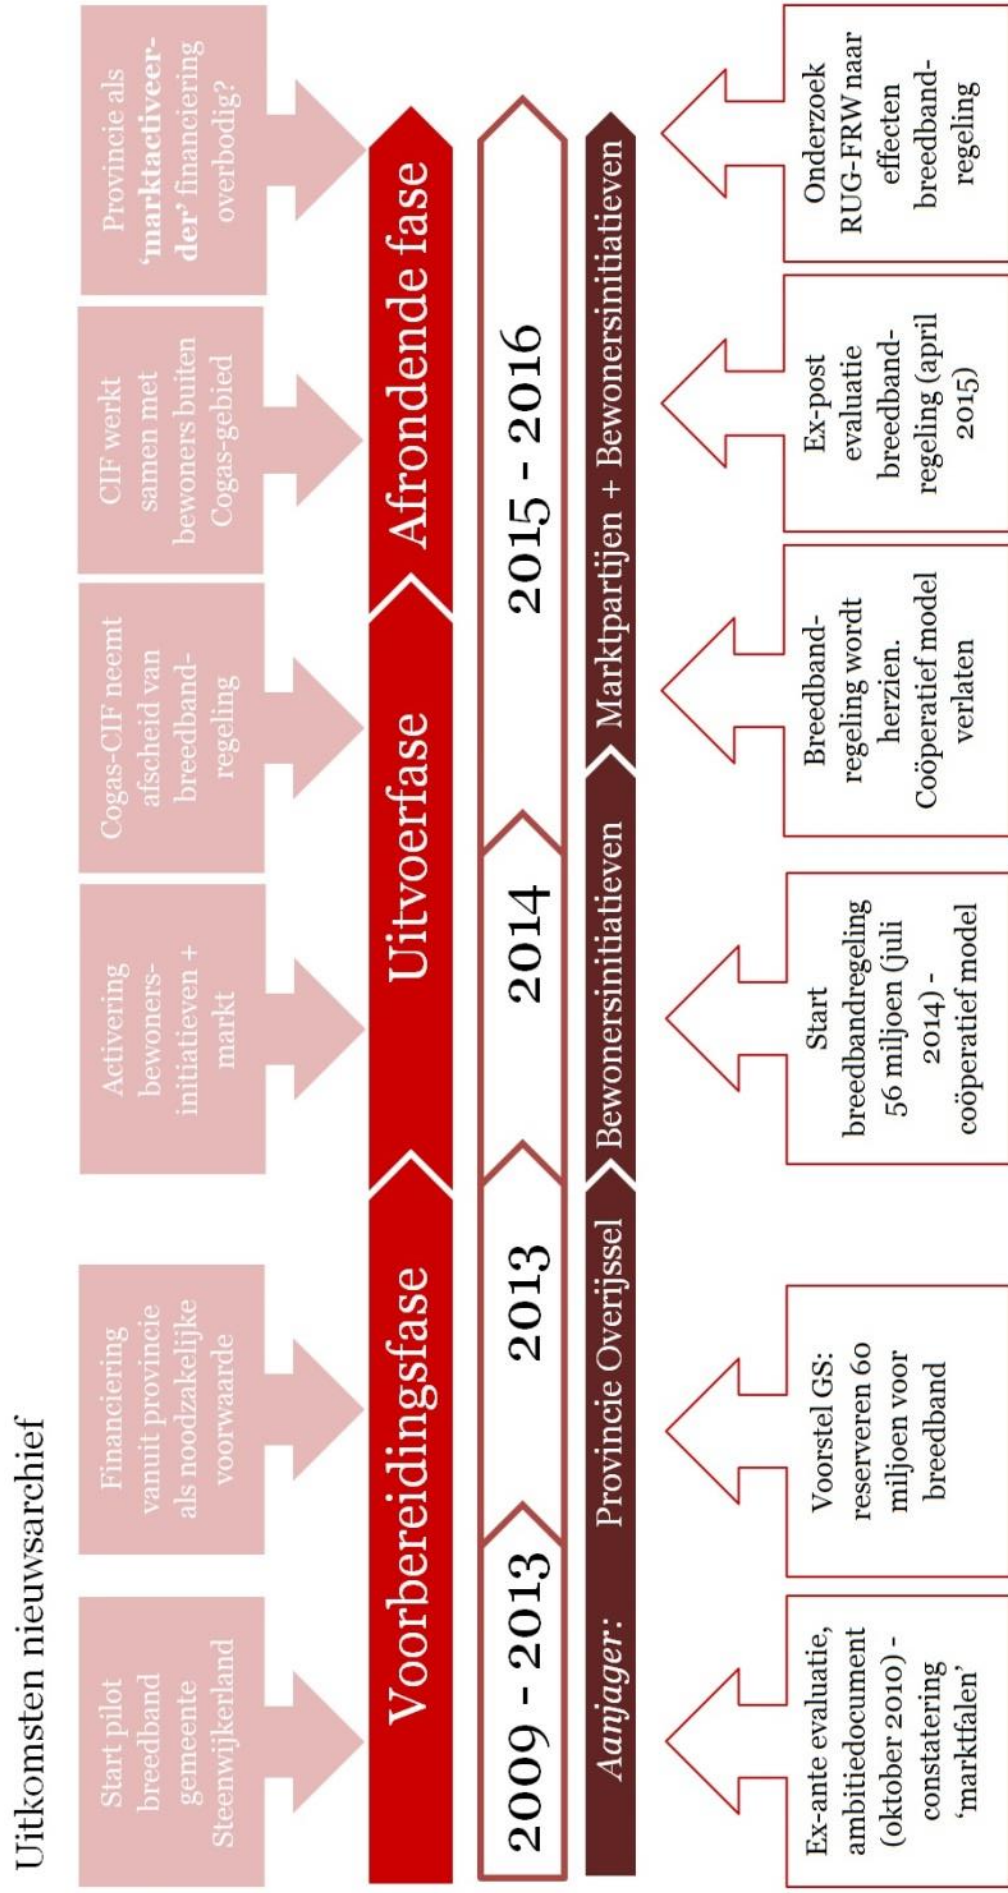 Uitkomsten nieuwsarchief
Start pilot
breedband
gemeente
Steenwijkerland
Financiering
vanuit provincie
als noodzakelijke
voorwaarde
Activering
bewoners-
initiatieven +
markt
Cogas-CIF neemt
afscheid van
breedband-
regeling
CIF werkt
samen met
bewoners buiten
Cogas-gebied
Provincie als
‘marktactiveer-
der’ financiering
overbodig?
Voorbereidingsfase
Uitvoerfase
Afrondende fase
2009 - 2013
2013
2014
2015 - 2016
Aanjager:
Provincie Overijssel
Bewonersinitiatieven
Marktpartijen + Bewonersinitiatieven
Ex-ante evaluatie,
ambitiedocument
(oktober 2010) -
constatering
‘marktfalen’
Voorstel GS:
reserveren 60
miljoen voor
breedband
Start
breedbandregeling
56 miljoen (juli
2014) -
coöperatief model
Breedband-
regeling wordt
herzien.
Coöperatief model
verlaten
Ex-post
evaluatie
breedband-
regeling (april
2015)
Onderzoek
RUG-FRW naar
effecten
breedband-
regeling